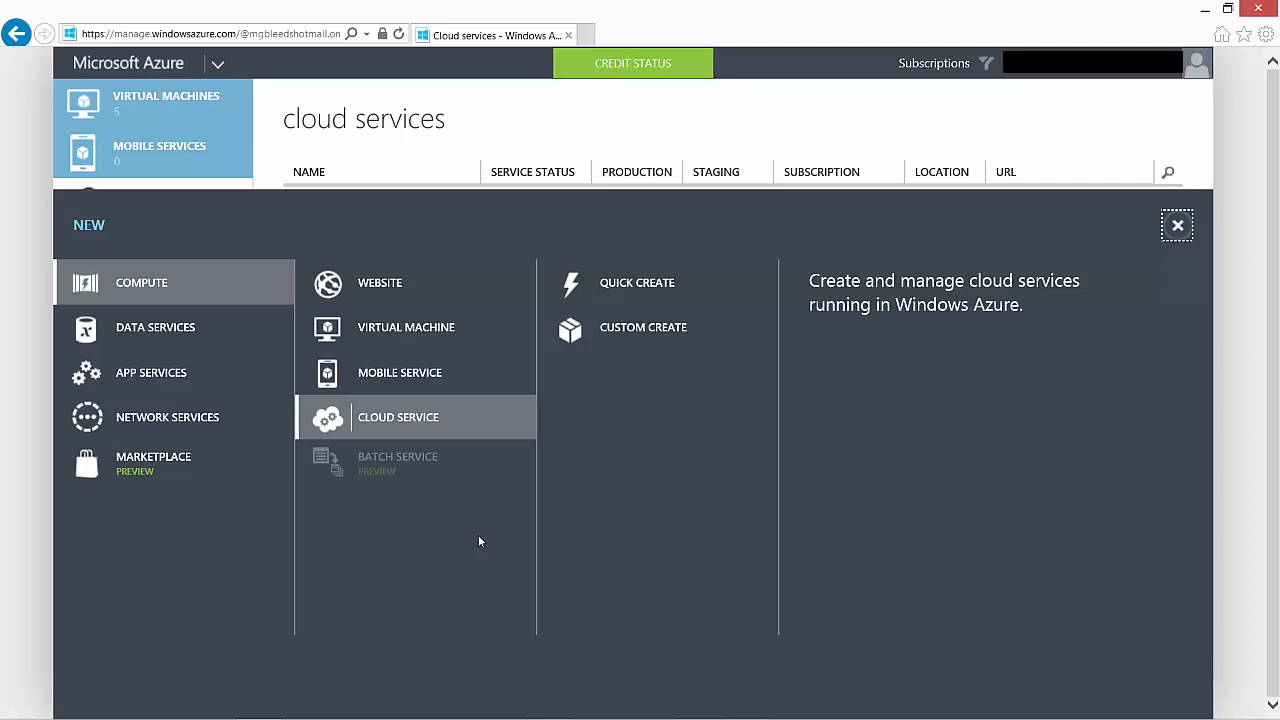 https://manage.windowsazure.com/@mgbleedshotmail.on
Cloud services - Windows A...
Microsoft Azure
CREDIT STATUS
Subscriptions
VIRTUAL MACHINES
5
MOBILE SERVICES
0
cloud services
NAME SERVICE STATUS PRODUCTION STAGING SUBSCRIPTION LOCATION URL
NEW
COMPUTE
DATA SERVICES
APP SERVICES
NETWORK SERVICES
MARKETPLACE
PREVIEW
WEBSITE
VIRTUAL MACHINE
MOBILE SERVICE
CLOUD SERVICE
BATCH SERVICE
PREVIEW
QUICK CREATE
CUSTOM CREATE
Create and manage cloud services
running in Windows Azure.